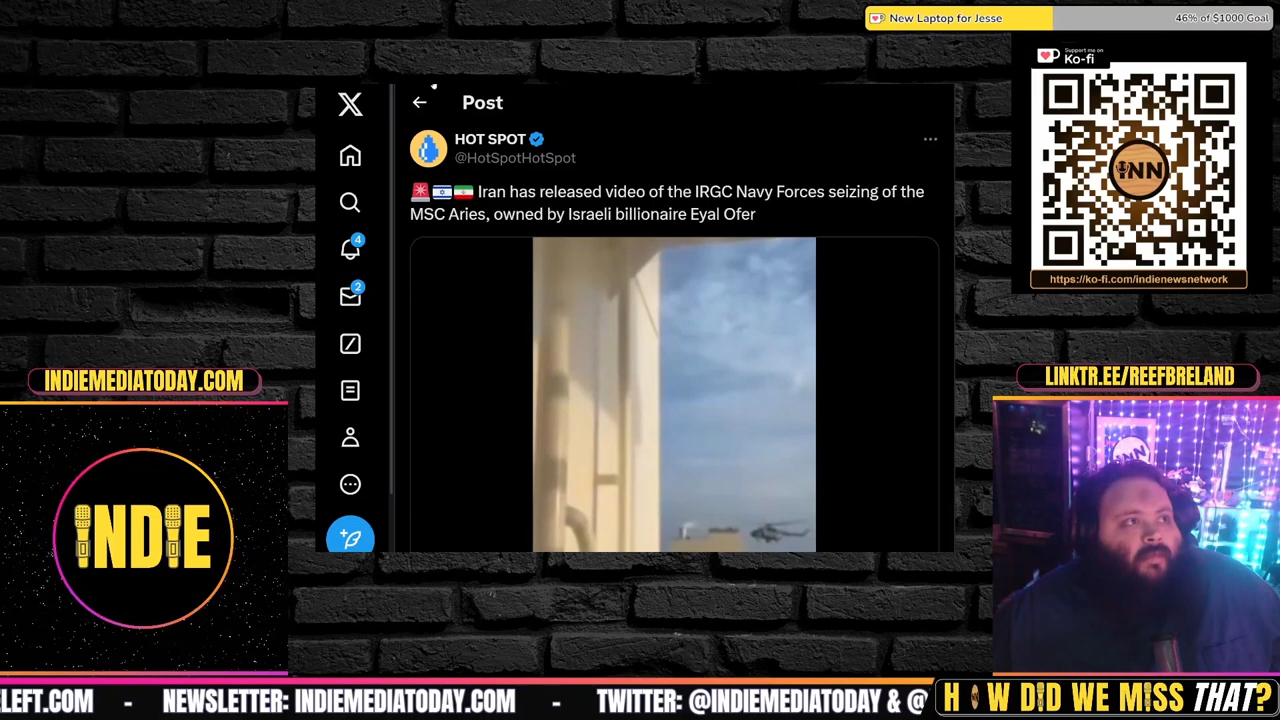 New Laptop for Jesse
46% of $1000 Goal
Support me on
Ko-fi
iNN
https://ko-fi.com/indienewsnetwork
Post
HOT SPOT
@HotSpotHotSpot
🚨🇮🇱🇮🇷 Iran has released video of the IRGC Navy Forces seizing of the
MSC Aries, owned by Israeli billionaire Eyal Ofer
4
2
INDIEMEDIATODAY.COM
INDIE
LINKTR.EE/REEFBRELAND
iNN
ELEFT.COM - NEWSLETTER: INDIEMEDIATODAY.COM - TWITTER: @INDIEMEDIATODAY & @
HOW DID WE MISS THAT?